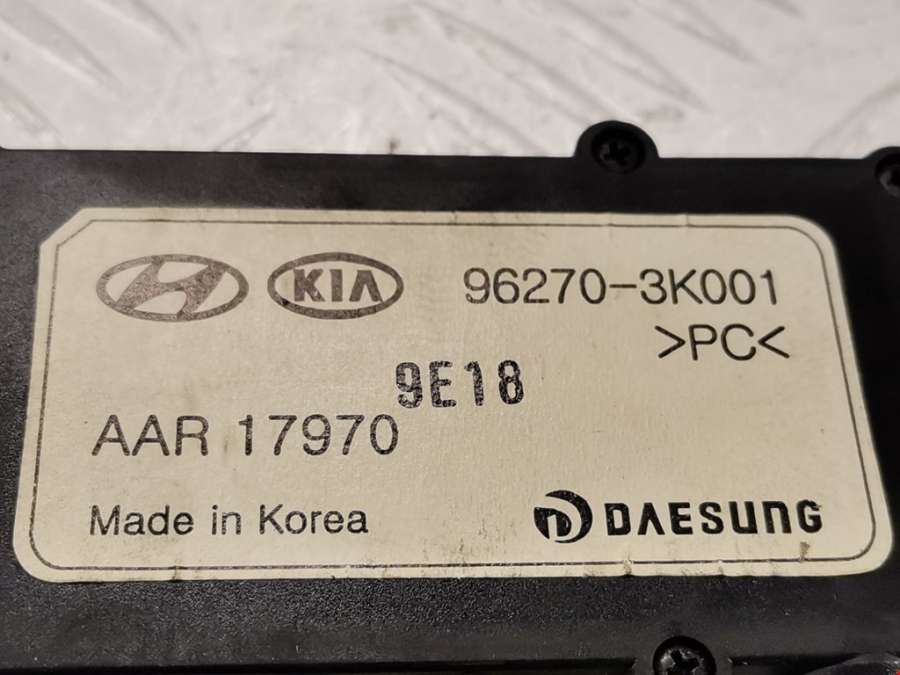 KIA 96270-3K001
>PC<
9E18
AAR 17970
Made in Korea
DAESUNG